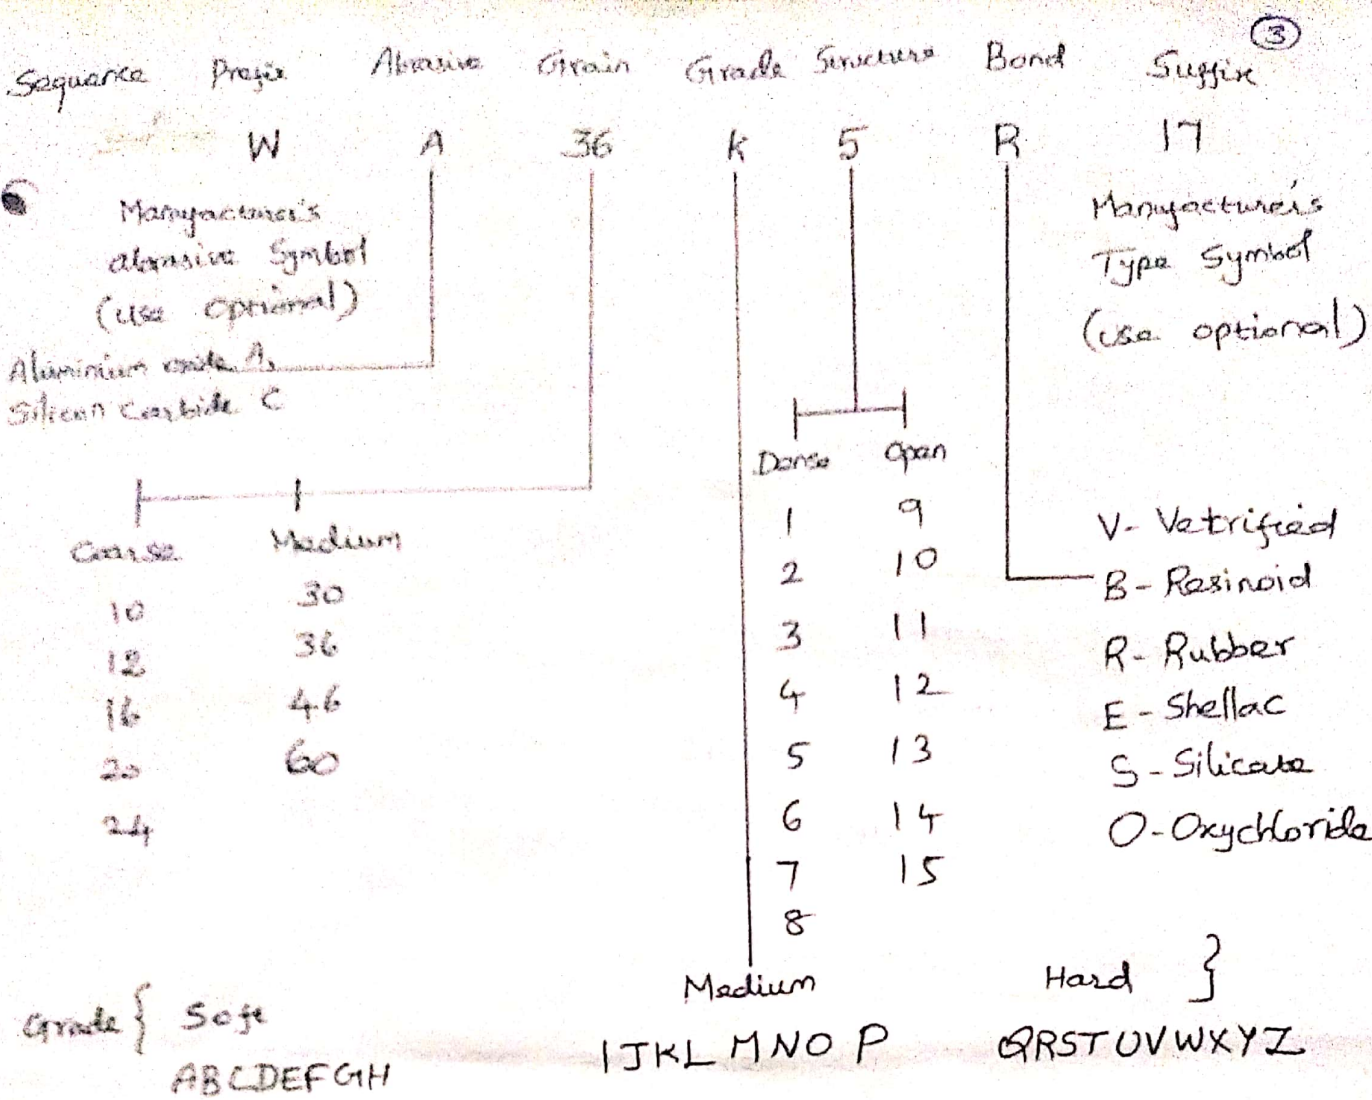 3
Sequence Prefix Abrasive Grain Grade Structure Bond Suffix
W A 36 k 5 R 17
Manufacturer's
abrasive Symbol
(use optional)
Manufacturer's
Type Symbol
(use optional)
Aluminium oxide A,
Silicon Carbide C
Coarse Medium
10 30
12 36
16 46
20 60
24
Dense Open
1 9
2 10
3 11
4 12
5 13
6 14
7 15
8
V- Vetrified
B- Resinoid
R- Rubber
E- Shellac
S- Silicate
O- Oxychloride
Grade { Soft Medium Hard }
ABCDEFGH IJKLMNOP QRSTUVWXYZ